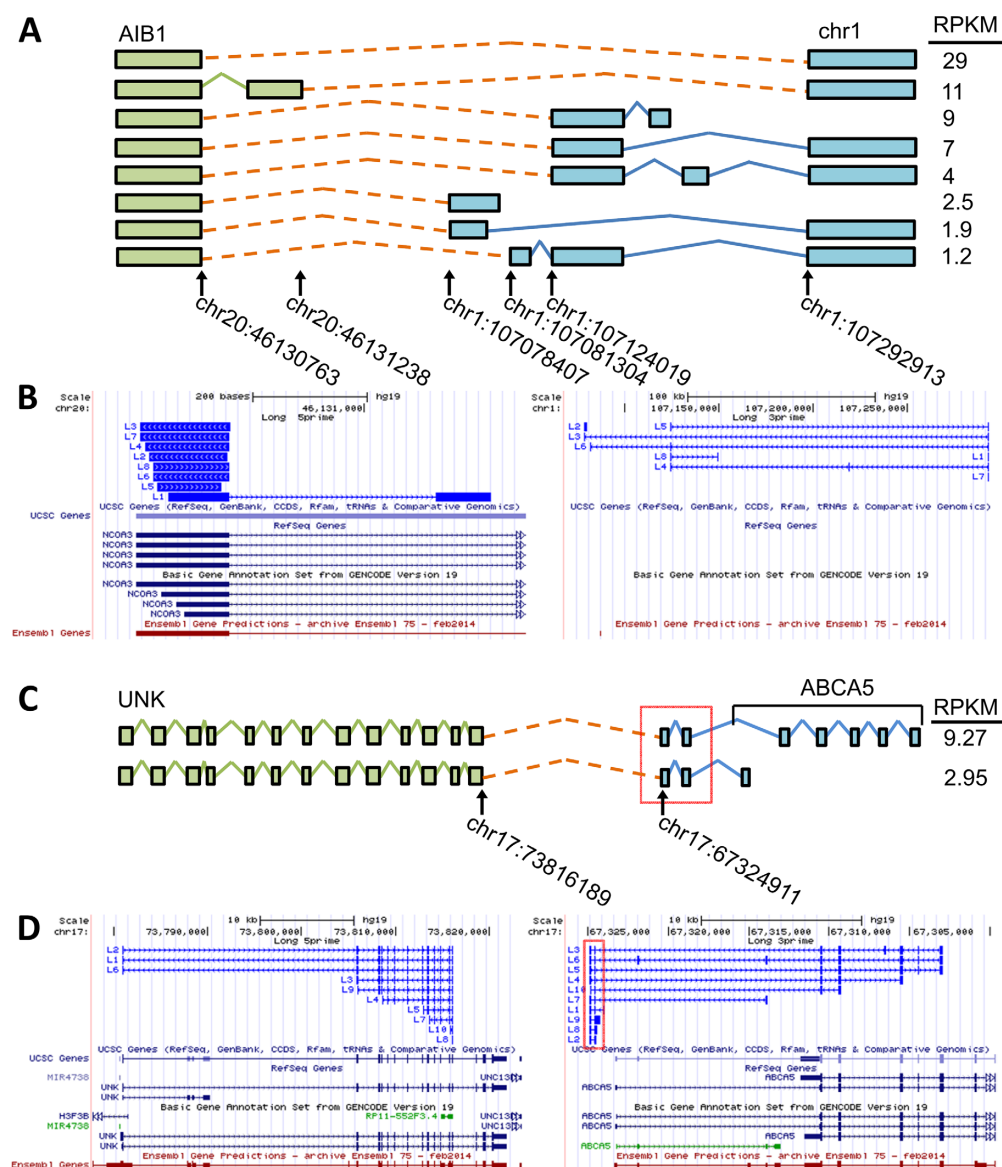 A
AIB1
chr1
RPKM
29
11
9
7
4
2.5
1.9
1.2
chr20:46130763
chr20:46131238
chr1:107078407
chr1:107081304
chr1:107124019
chr1:107292913
B
Scale 200 bases hg19
chr20: 46,131,000
Long 5prime
L3
L7
L4
L2
L8
L6
L5
L1
UCSC Genes (RefSeq, GenBank, CCDS, Rfam, tRNAs & Comparative Genomics)
UCSC Genes
RefSeq Genes
NCOA3
NCOA3
NCOA3
NCOA3
Basic Gene Annotation Set from GENCODE Version 19
NCOA3
NCOA3
NCOA3
NCOA3
Ensembl Gene Predictions - archive Ensembl 75 - feb2014
Ensembl Genes
Scale 100 kb hg19
chr1: 107,150,000 107,200,000 107,250,000
Long 3prime
L2 L5
L3
L6
L8 L1
L4
L7
UCSC Genes (RefSeq, GenBank, CCDS, Rfam, tRNAs & Comparative Genomics)
RefSeq Genes
Basic Gene Annotation Set from GENCODE Version 19
Ensembl Gene Predictions - archive Ensembl 75 - feb2014
C
UNK
ABCA5
RPKM
9.27
2.95
chr17:73816189
chr17:67324911
D
Scale 10 kb hg19
chr17: 73,790,000 73,800,000 73,810,000 73,820,000
Long 5prime
L2
L1
L6
L3
L9
L4
L5
L7
L10
L8
UCSC Genes (RefSeq, GenBank, CCDS, Rfam, tRNAs & Comparative Genomics)
UCSC Genes
RefSeq Genes
MIR4738 UNC13
UNK
UNK
Basic Gene Annotation Set from GENCODE Version 19
H3F3B RP11-552F3.4 UNC13
MIR4738 UNC13
UNK
UNK
Ensembl Gene Predictions - archive Ensembl 75 - feb2014
Ensembl Genes
Scale 10 kb hg19
chr17: 67,325,000 67,320,000 67,315,000 67,310,000 67,305,000
Long 3prime
L3
L6
L5
L4
L10
L7
L1
L9
L8
L2
UCSC Genes (RefSeq, GenBank, CCDS, Rfam, tRNAs & Comparative Genomics)
RefSeq Genes
ABCA5
ABCA5
Basic Gene Annotation Set from GENCODE Version 19
ABCA5
ABCA5
ABCA5
ABCA5
Ensembl Gene Predictions - archive Ensembl 75 - feb2014